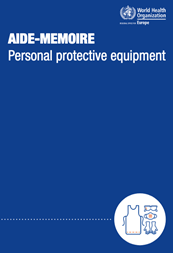 World Health
Organization
Europe
AIDE-MEMOIRE
Personal protective equipment